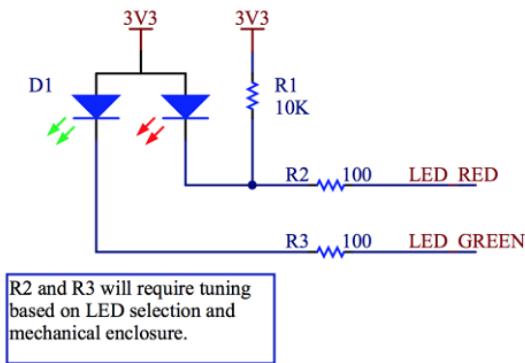 3V3
3V3
D1
R1
10K
R2 100 LED_RED
R3 100 LED_GREEN
R2 and R3 will require tuning
based on LED selection and
mechanical enclosure.